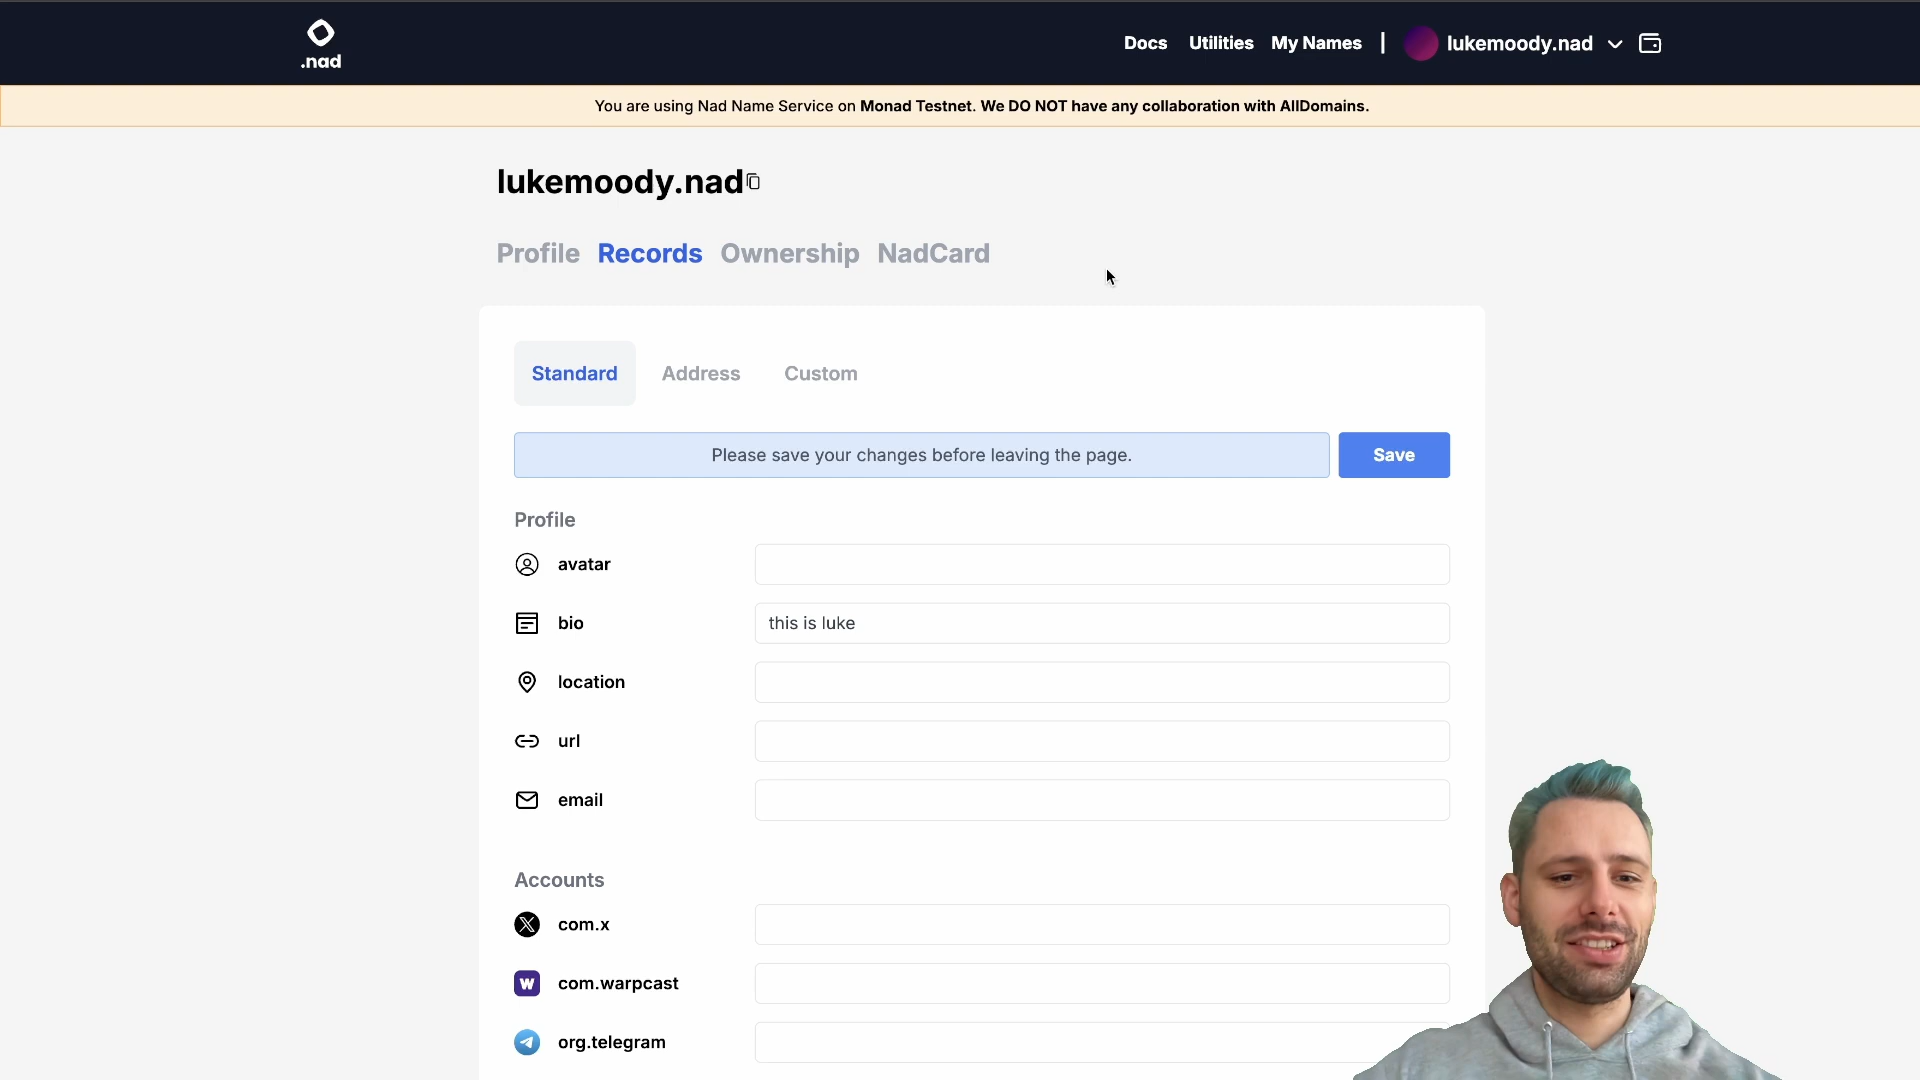 .nad
Docs Utilities My Names | lukemoody.nad
You are using Nad Name Service on Monad Testnet. We DO NOT have any collaboration with AllDomains.
lukemoody.nad
Profile Records Ownership NadCard
Standard Address Custom
Please save your changes before leaving the page. Save
Profile
avatar
bio this is luke
location
url
email
Accounts
com.x
W com.warpcast
org.telegram